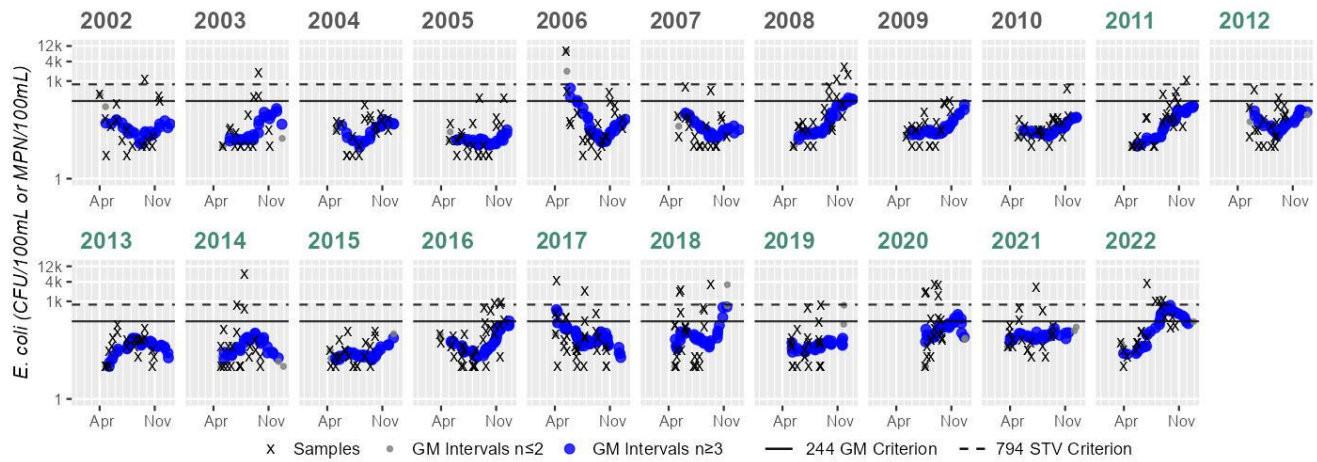 2002 2003 2004 2005 2006 2007 2008 2009 2010 2011 2012
12k
4k
1k
1
Apr Nov Apr Nov Apr Nov Apr Nov Apr Nov Apr Nov Apr Nov Apr Nov Apr Nov Apr Nov Apr Nov
E. coli (CFU/100mL or MPN/100mL)
2013 2014 2015 2016 2017 2018 2019 2020 2021 2022
12k
4k
1k
1
Apr Nov Apr Nov Apr Nov Apr Nov Apr Nov Apr Nov Apr Nov Apr Nov Apr Nov Apr Nov
x Samples GM Intervals n≤2 GM Intervals n≥3 244 GM Criterion 794 STV Criterion